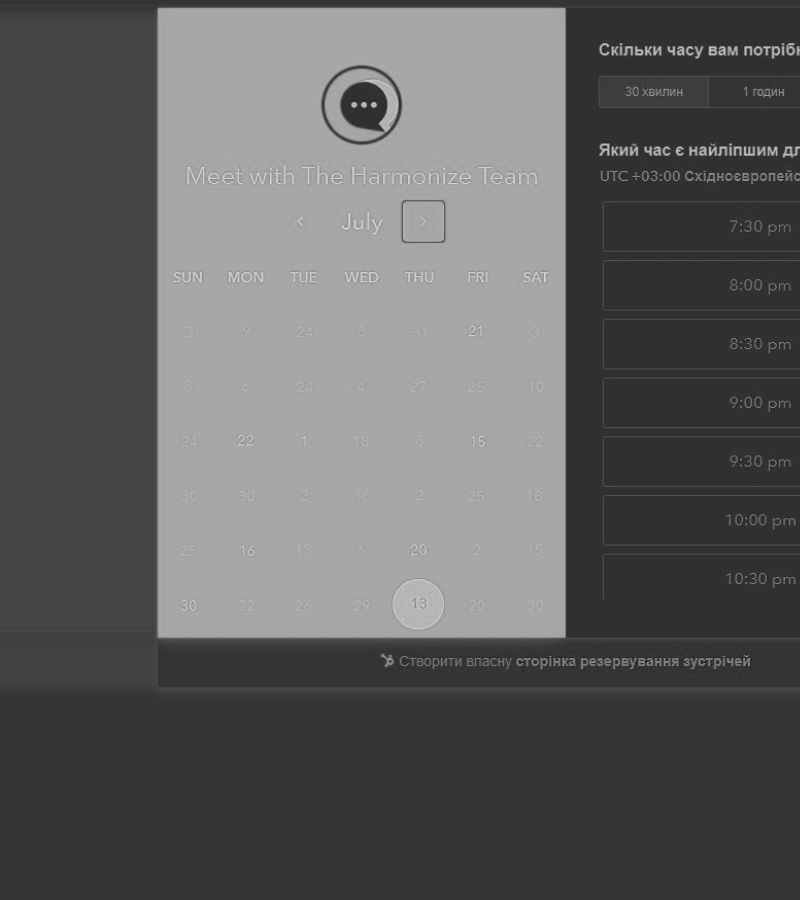 Meet with The Harmonize Team
July
SUN MON TUE WED THU FRI SAT
3 9 24 8 31 21 3
8 6 24 4 27 25 10
24 22 1 18 8 15 22
30 30 2 16 2 25 18
25 16 13 6 20 2 15
30 22 26 29 13 20 30
Скільки часу вам потрібн
30 хвилин 1 годин
Який час є найліпшим дл
UTC +03:00 Східноєвропейс
7:30 pm
8:00 pm
8:30 pm
9:00 pm
9:30 pm
10:00 pm
10:30 pm
Створити власну сторінка резервування зустрічей